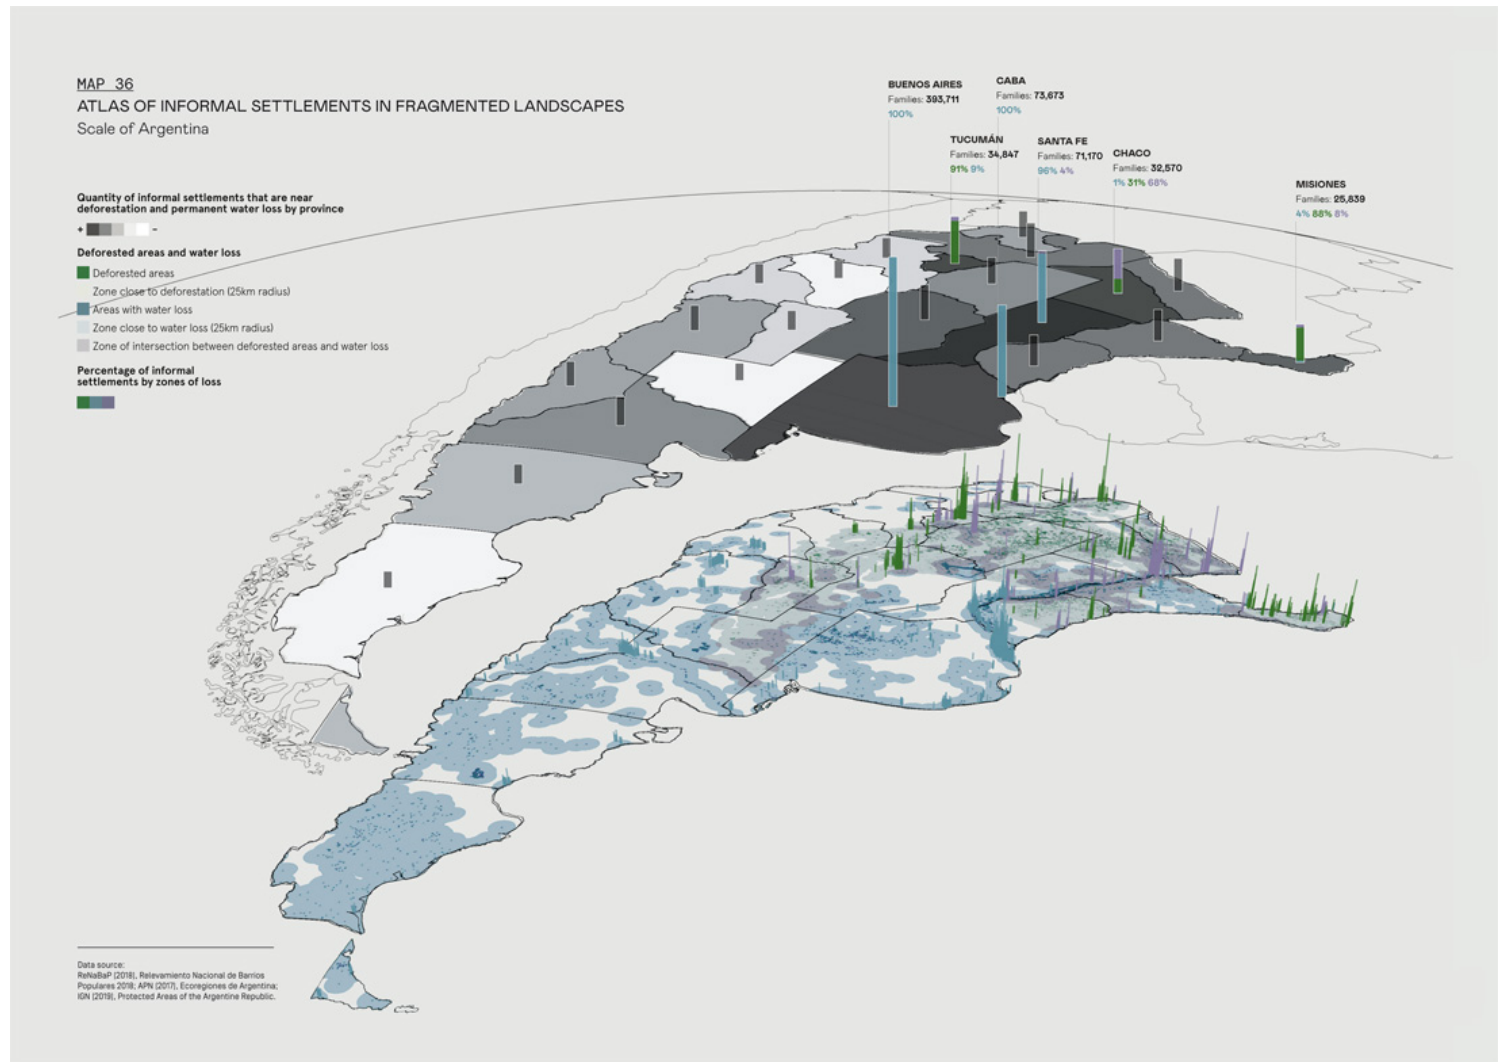 MAP 36
ATLAS OF INFORMAL SETTLEMENTS IN FRAGMENTED LANDSCAPES
Scale of Argentina
Quantity of informal settlements that are near
deforestation and permanent water loss by province
+ –
Deforested areas and water loss
Deforested areas
Zone close to deforestation (25km radius)
Areas with water loss
Zone close to water loss (25km radius)
Zone of intersection between deforested areas and water loss
Percentage of informal
settlements by zones of loss
BUENOS AIRES
Families: 393,711
100%
CABA
Families: 73,673
100%
TUCUMÁN
Families: 34,847
91% 9%
SANTA FE
Families: 71,170
96% 4%
CHACO
Families: 32,570
1% 31% 68%
MISIONES
Families: 25,839
4% 88% 8%
Data source:
ReNaBaP (2018), Relevamiento Nacional de Barrios
Populares 2018; APN (2017), Ecoregiones de Argentina;
IGN (2019), Protected Areas of the Argentine Republic.